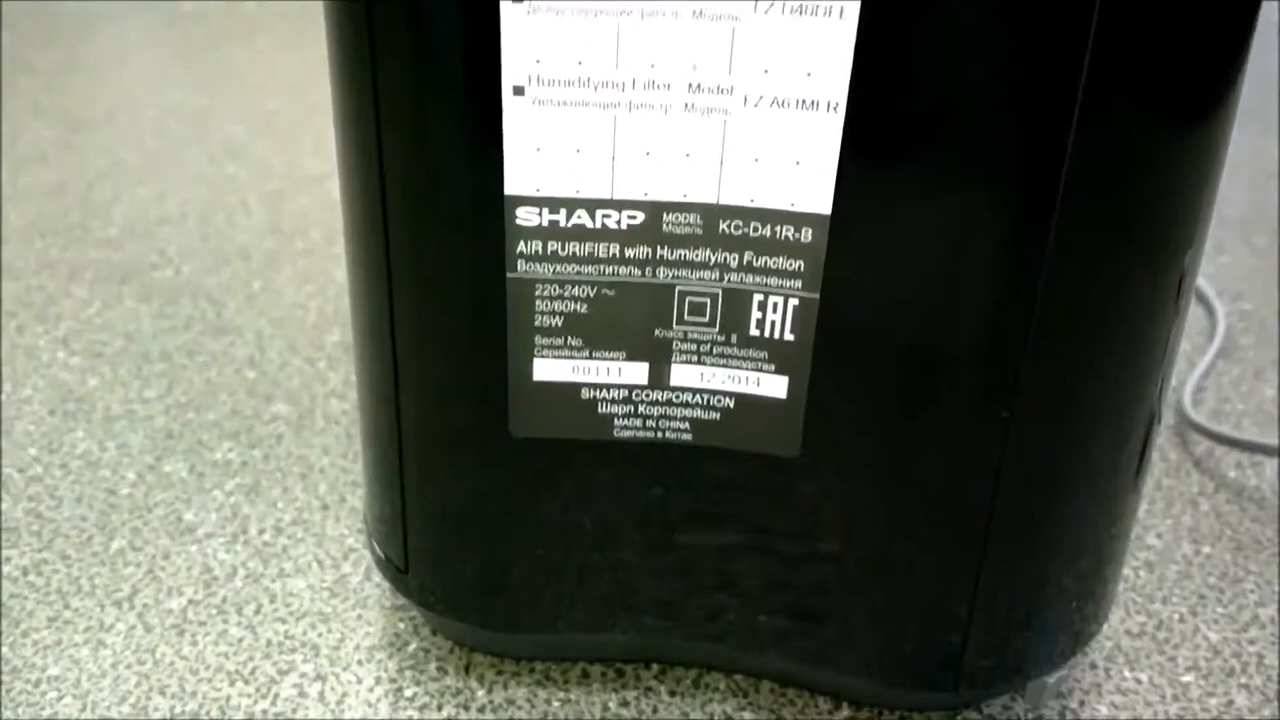 Humidifying Filter Model
Увлажняющий фильтр Модель
SHARP MODEL Модель KC-D41R-B
AIR PURIFIER with Humidifying Function
Воздухоочиститель с функцией увлажнения
220-240V ~
50/60Hz
25W
EAC
Класс защиты II
Serial No.
Серийный номер
00111
Date of production
Дата производства
12-2014
SHARP CORPORATION
Шарп Корпорейшн
MADE IN CHINA
Сделано в Китае